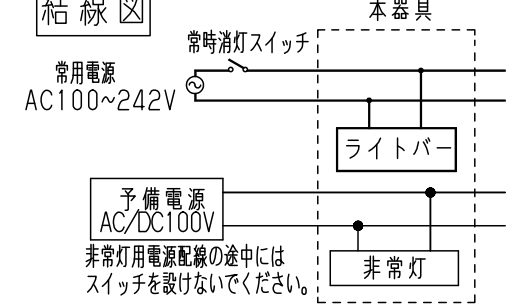 結線図
本器具
常時消灯スイッチ
常用電源
AC100~242V
ライトバー
予備電源
AC/DC100V
非常灯用電源配線の途中には
スイッチを設けないでください。
非常灯